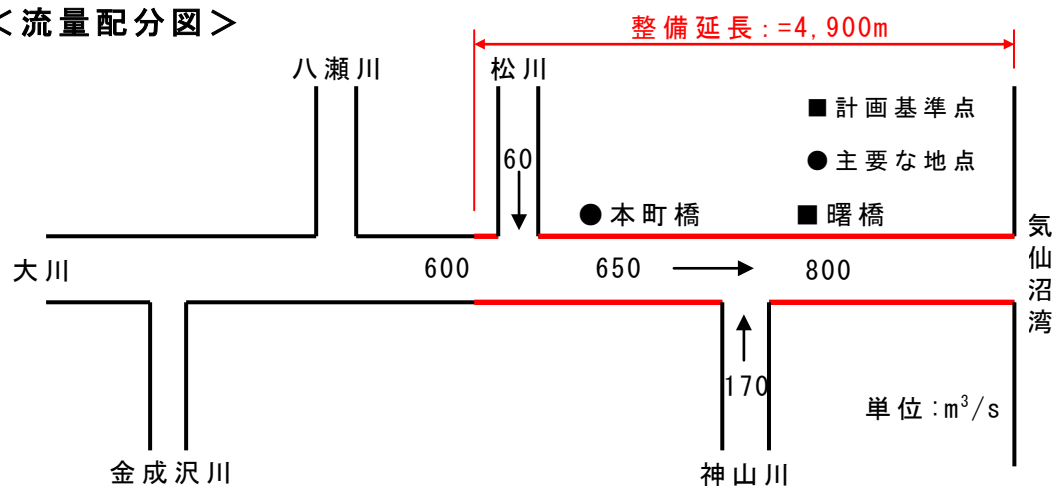 ＜流量配分図＞
整備延長：=4,900m
八瀬川
松川
■計画基準点
60
●主要な地点
●本町橋
■曙橋
気仙沼湾
大川
600
650
800
170
単位：m³/s
金成沢川
神山川